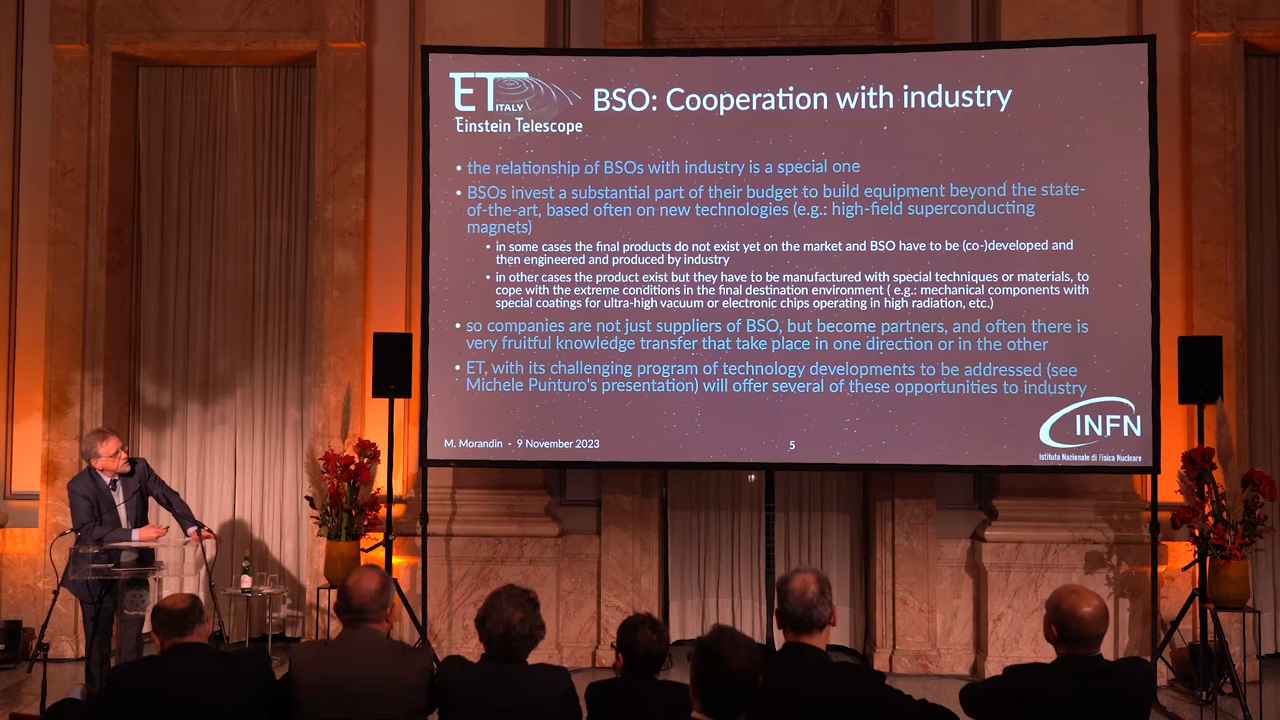 ET
ITALY
Einstein Telescope
BSO: Cooperation with industry
• the relationship of BSOs with industry is a special one
• BSOs invest a substantial part of their budget to build equipment beyond the state-
of-the-art, based often on new technologies (e.g.: high-field superconducting
magnets)
• in some cases the final products do not exist yet on the market and BSO have to be (co-)developed and
then engineered and produced by industry
• in other cases the product exist but they have to be manufactured with special techniques or materials, to
cope with the extreme conditions in the final destination environment ( e.g.: mechanical components with
special coatings for ultra-high vacuum or electronic chips operating in high radiation, etc.)
• so companies are not just suppliers of BSO, but become partners, and often there is
very fruitful knowledge transfer that take place in one direction or in the other
• ET, with its challenging program of technology developments to be addressed (see
Michele Punturo's presentation) will offer several of these opportunities to industry
INFN
Istituto Nazionale di Fisica Nucleare
M. Morandin - 9 November 2023
5